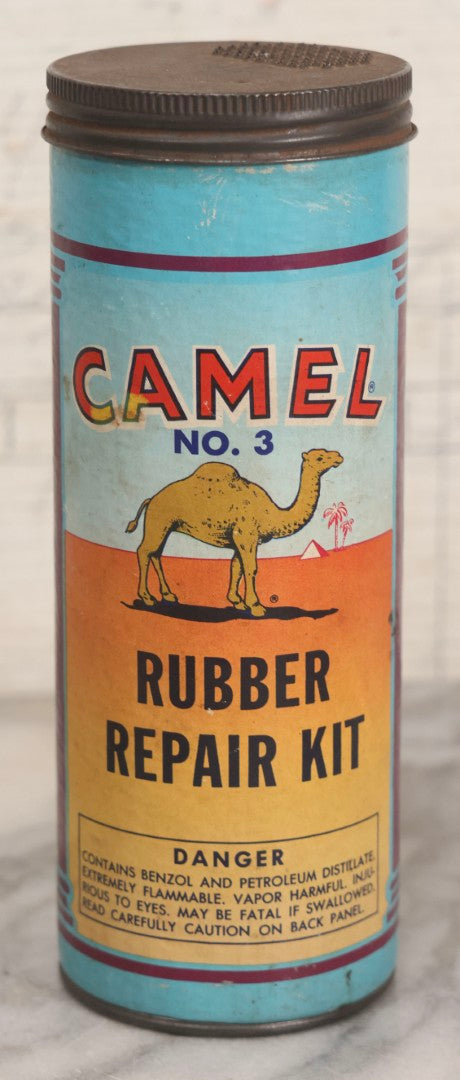 CAMEL®
NO. 3
®
RUBBER
REPAIR KIT
DANGER
CONTAINS BENZOL AND PETROLEUM DISTILLATE.
EXTREMELY FLAMMABLE. VAPOR HARMFUL. INJU-
RIOUS TO EYES. MAY BE FATAL IF SWALLOWED.
READ CAREFULLY CAUTION ON BACK PANEL.